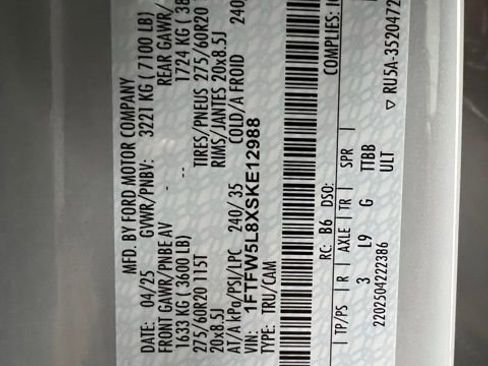 MFD. BY FORD MOTOR COMPANY
DATE: 04/25 GVWR/PNBV: 3221 KG ( 7100 LB)
FRONT GAWR/PNBE AV REAR GAWR/
1633 KG ( 3600 LB) 1724 KG ( 38
275/60R20 115T TIRES/PNEUS 275/60R20
20x8.5J RIMS/JANTES 20x8.5J
AT/A kPa/PSI/LPC 240/ 35 COLD/A FROID 240
VIN: 1FTFW5L8XSKE12988
TYPE: TRU/CAM
COMPLIES:
RC: B6 DSO:
TP/PS R AXLE TR SPR
3 L9 G TTBB
ULT
2202504222386 ▽ RU5A-3520472